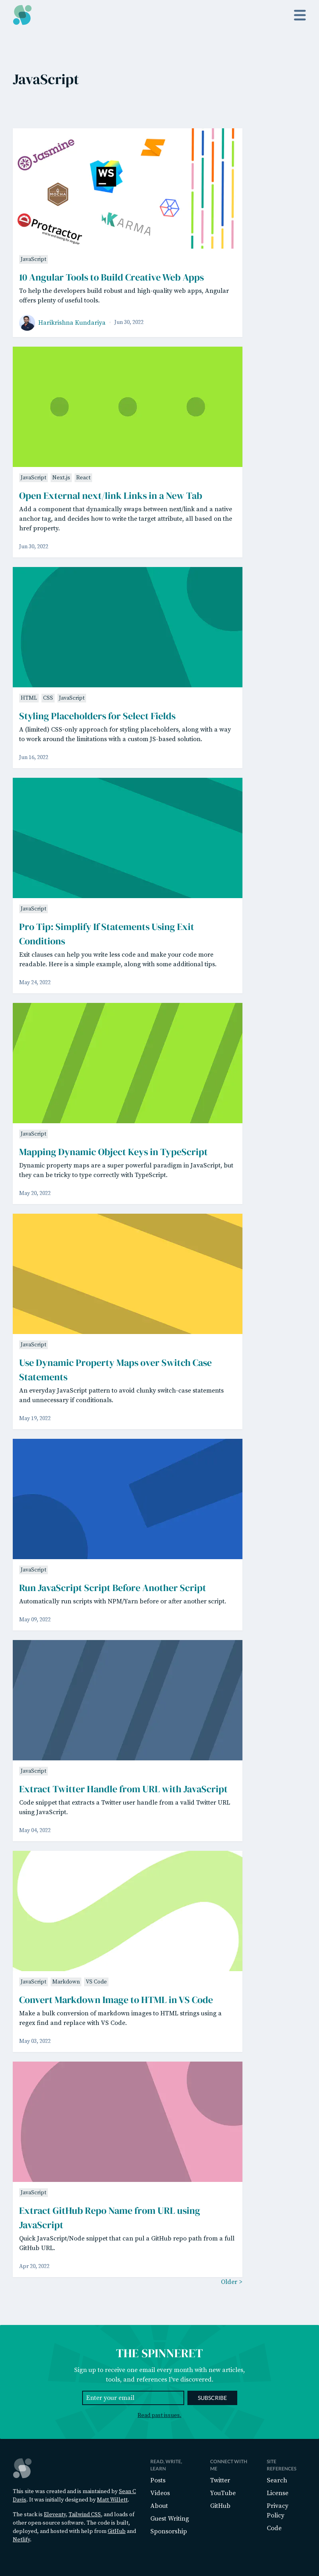 JavaScript
Jasmine
WS
MOCHA
Protractor
KARMA
JavaScript
10 Angular Tools to Build Creative Web Apps
To help the developers build robust and high-quality web apps, Angular
offers plenty of useful tools.
Harikrishna Kundariya Jun 30, 2022
JavaScript Next.js React
Open External next/link Links in a New Tab
Add a component that dynamically swaps between next/link and a native
anchor tag, and decides how to write the target attribute, all based on the
href property.
Jun 30, 2022
HTML CSS JavaScript
Styling Placeholders for Select Fields
A (limited) CSS-only approach for styling placeholders, along with a way
to work around the limitations with a custom JS-based solution.
Jun 16, 2022
JavaScript
Pro Tip: Simplify If Statements Using Exit
Conditions
Exit clauses can help you write less code and make your code more
readable. Here is a simple example, along with some additional tips.
May 24, 2022
JavaScript
Mapping Dynamic Object Keys in TypeScript
Dynamic property maps are a super powerful paradigm in JavaScript, but
they can be tricky to type correctly with TypeScript.
May 20, 2022
JavaScript
Use Dynamic Property Maps over Switch Case
Statements
An everyday JavaScript pattern to avoid clunky switch-case statements
and unnecessary if conditionals.
May 19, 2022
JavaScript
Run JavaScript Script Before Another Script
Automatically run scripts with NPM/Yarn before or after another script.
May 09, 2022
JavaScript
Extract Twitter Handle from URL with JavaScript
Code snippet that extracts a Twitter user handle from a valid Twitter URL
using JavaScript.
May 04, 2022
JavaScript Markdown VS Code
Convert Markdown Image to HTML in VS Code
Make a bulk conversion of markdown images to HTML strings using a
regex find and replace with VS Code.
May 03, 2022
JavaScript
Extract GitHub Repo Name from URL using
JavaScript
Quick JavaScript/Node snippet that can pul a GitHub repo path from a full
GitHub URL.
Apr 28, 2022
Older >
THE SPINNERET
Sign up to receive one email every month with new articles,
tools, and references I've discovered.
Enter your email
SUBSCRIBE
Read past issues.
This site was created and is maintained by Sean C
Davis. It was initially designed by Matt Willett.
The stack is Eleventy, Tailwind CSS, and loads of
other open-source software. The code is built,
deployed, and hosted with help from GitHub and
Netlify.
READ, WRITE,
LEARN
Posts
Videos
About
Guest Writing
Sponsorship
CONNECT WITH
ME
Twitter
YouTube
GitHub
SITE
REFERENCES
Search
License
Privacy
Policy
Code